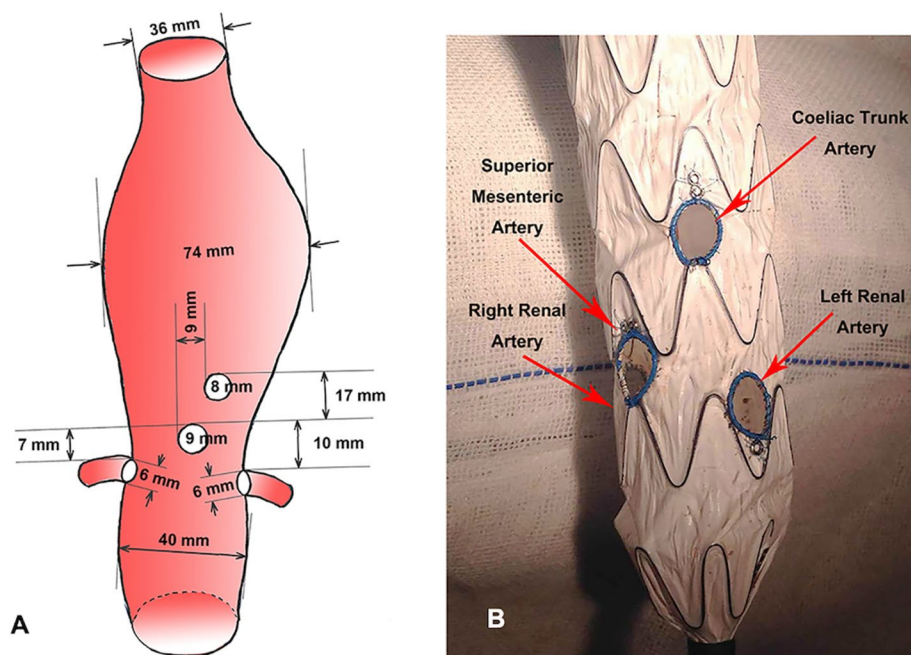 36 mm
74 mm
9 mm
8 mm
17 mm
9 mm
7 mm
10 mm
6 mm
6 mm
40 mm
A
Coeliac Trunk
Artery
Superior
Mesenteric
Artery
Right Renal
Artery
Left Renal
Artery
B